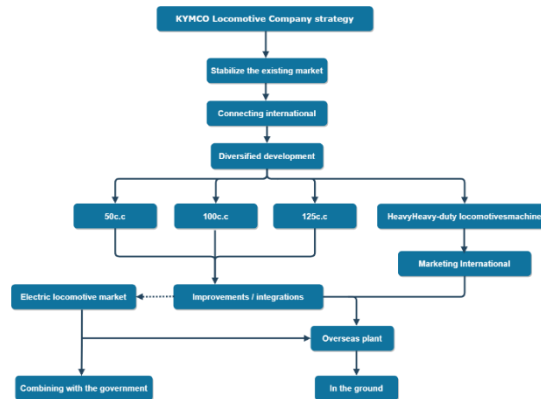 KYMCO Locomotive Company strategy
Stabilize the existing market
Connecting international
Diversified development
50c.c
100c.c
125c.c
HeavyHeavy-duty locomotivesmachine
Marketing International
Electric locomotive market
Improvements / integrations
Overseas plant
Combining with the government
In the ground